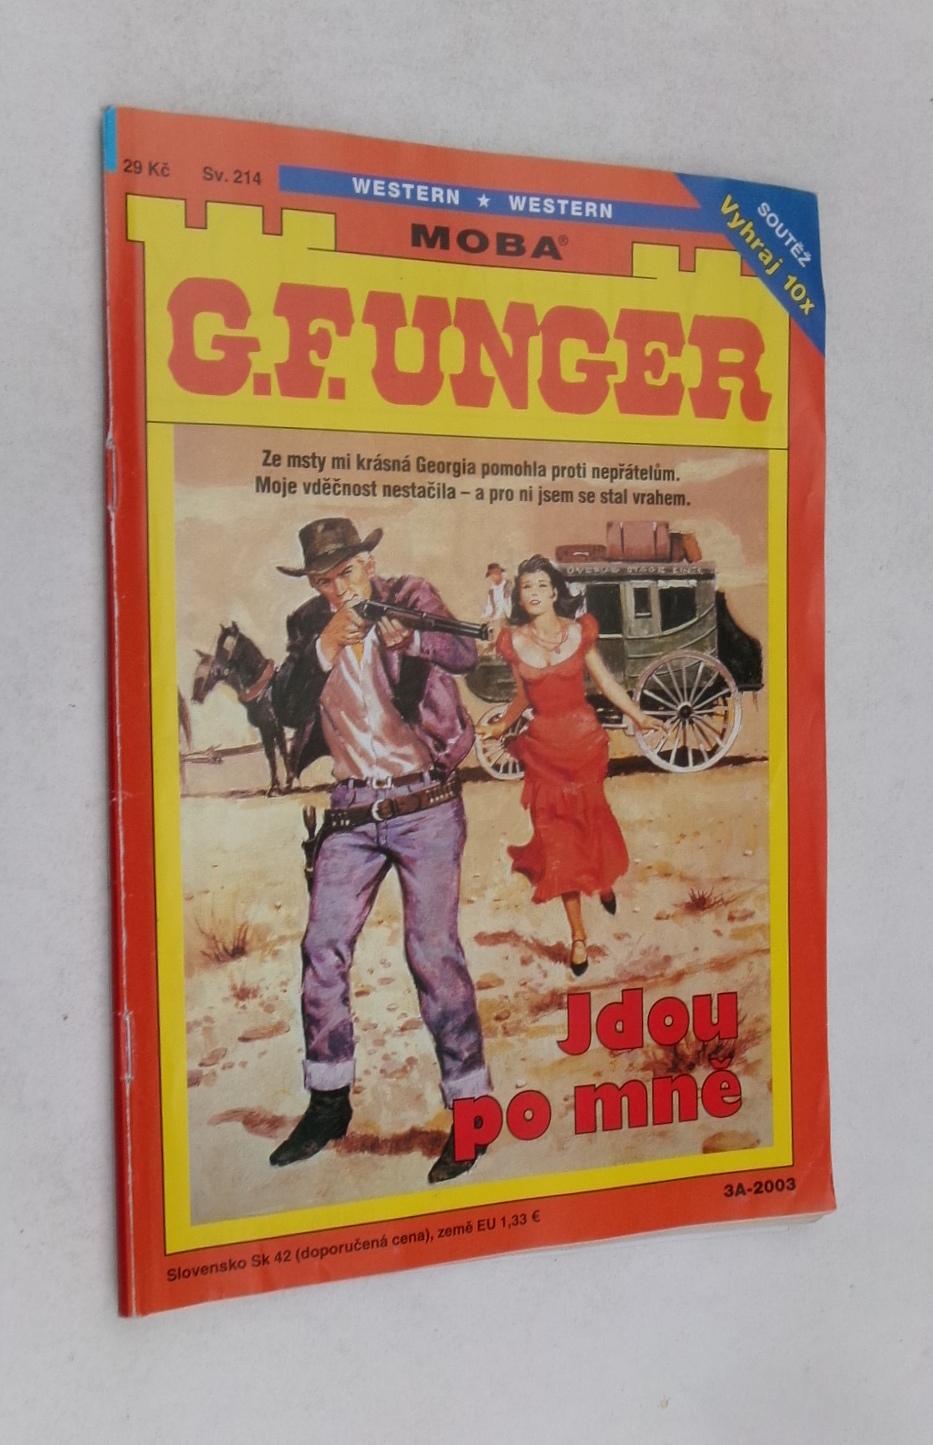 29 Kč Sv. 214
WESTERN ★ WESTERN
SOUTĚŽ
Vyhraj 10x
MOBA®
G.F. UNGER
Ze msty mi krásná Georgia pomohla proti nepřátelům.
Moje vděčnost nestačila – a pro ni jsem se stal vrahem.
STAGE
Jdou
po mně
3A-2003
Slovensko Sk 42 (doporučená cena), země EU 1,33 €